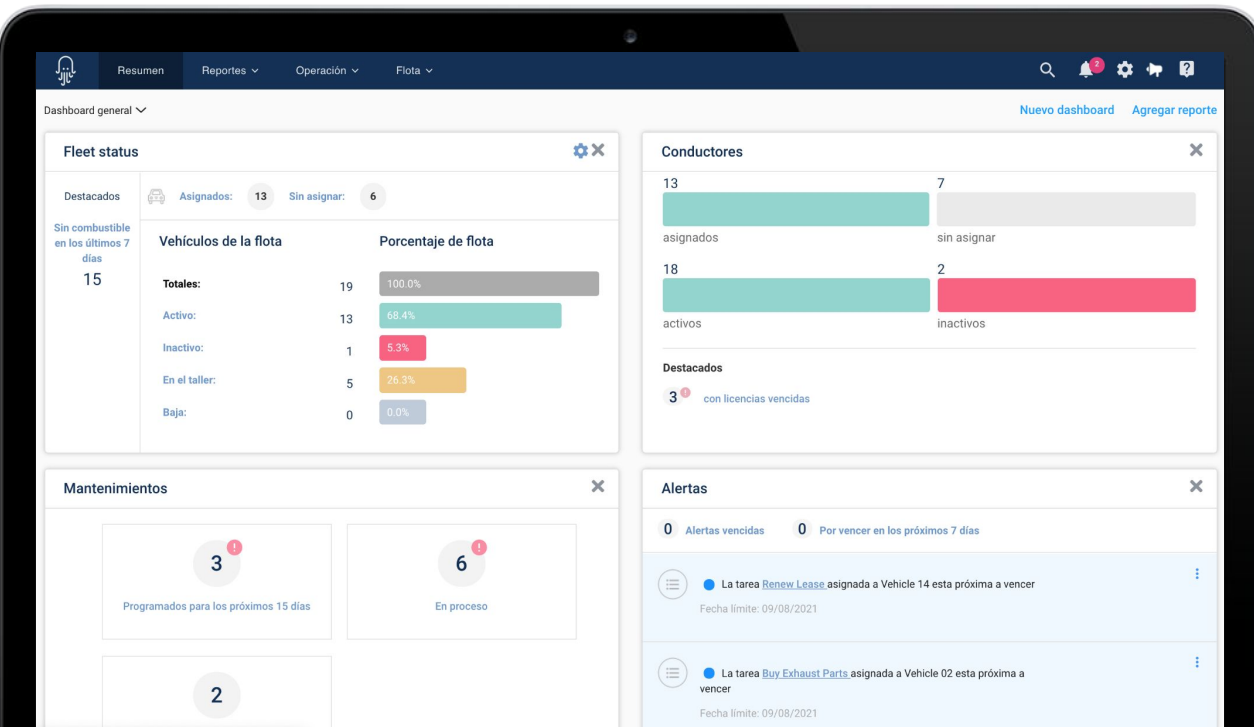 Resumen
Reportes
Operación
Flota
2
Dashboard general
Nuevo dashboard
Agregar reporte
Fleet status
Destacados
Sin combustible
en los últimos 7
días
15
Asignados: 13 Sin asignar: 6
Vehículos de la flota Porcentaje de flota
Totales: 19 100.0%
Activo: 13 68.4%
Inactivo: 1 5.3%
En el taller: 5 26.3%
Baja: 0 0.0%
Conductores
13 7
asignados sin asignar
18 2
activos inactivos
Destacados
3 ! con licencias vencidas
Mantenimientos
3 !
Programados para los próximos 15 días
6 !
En proceso
2
Alertas
0 Alertas vencidas 0 Por vencer en los próximos 7 días
La tarea Renew Lease asignada a Vehicle 14 esta próxima a vencer
Fecha límite: 09/08/2021
La tarea Buy Exhaust Parts asignada a Vehicle 02 esta próxima a
vencer
Fecha límite: 09/08/2021